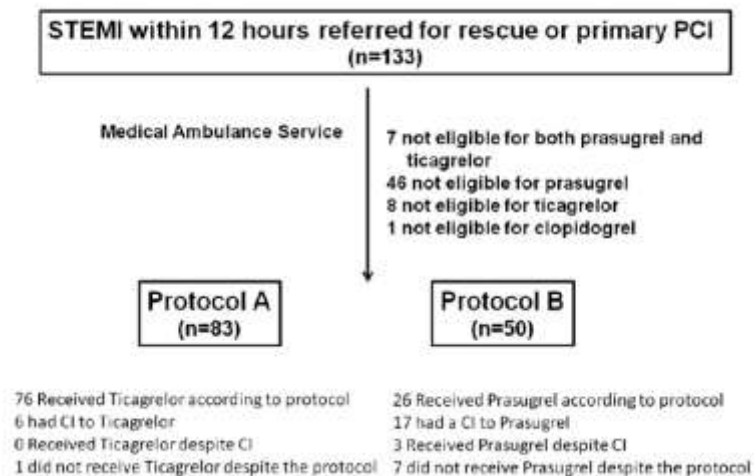 STEMI within 12 hours referred for rescue or primary PCI
(n=133)
Medical Ambulance Service
7 not eligible for both prasugrel and
ticagrelor
46 not eligible for prasugrel
8 not eligible for ticagrelor
1 not eligible for clopidogrel
Protocol A
(n=83)
Protocol B
(n=50)
76 Received Ticagrelor according to protocol
6 had CI to Ticagrelor
0 Received Ticagrelor despite CI
1 did not receive Ticagrelor despite the protocol
26 Received Prasugrel according to protocol
17 had a CI to Prasugrel
3 Received Prasugrel despite CI
7 did not receive Prasugrel despite the protocol